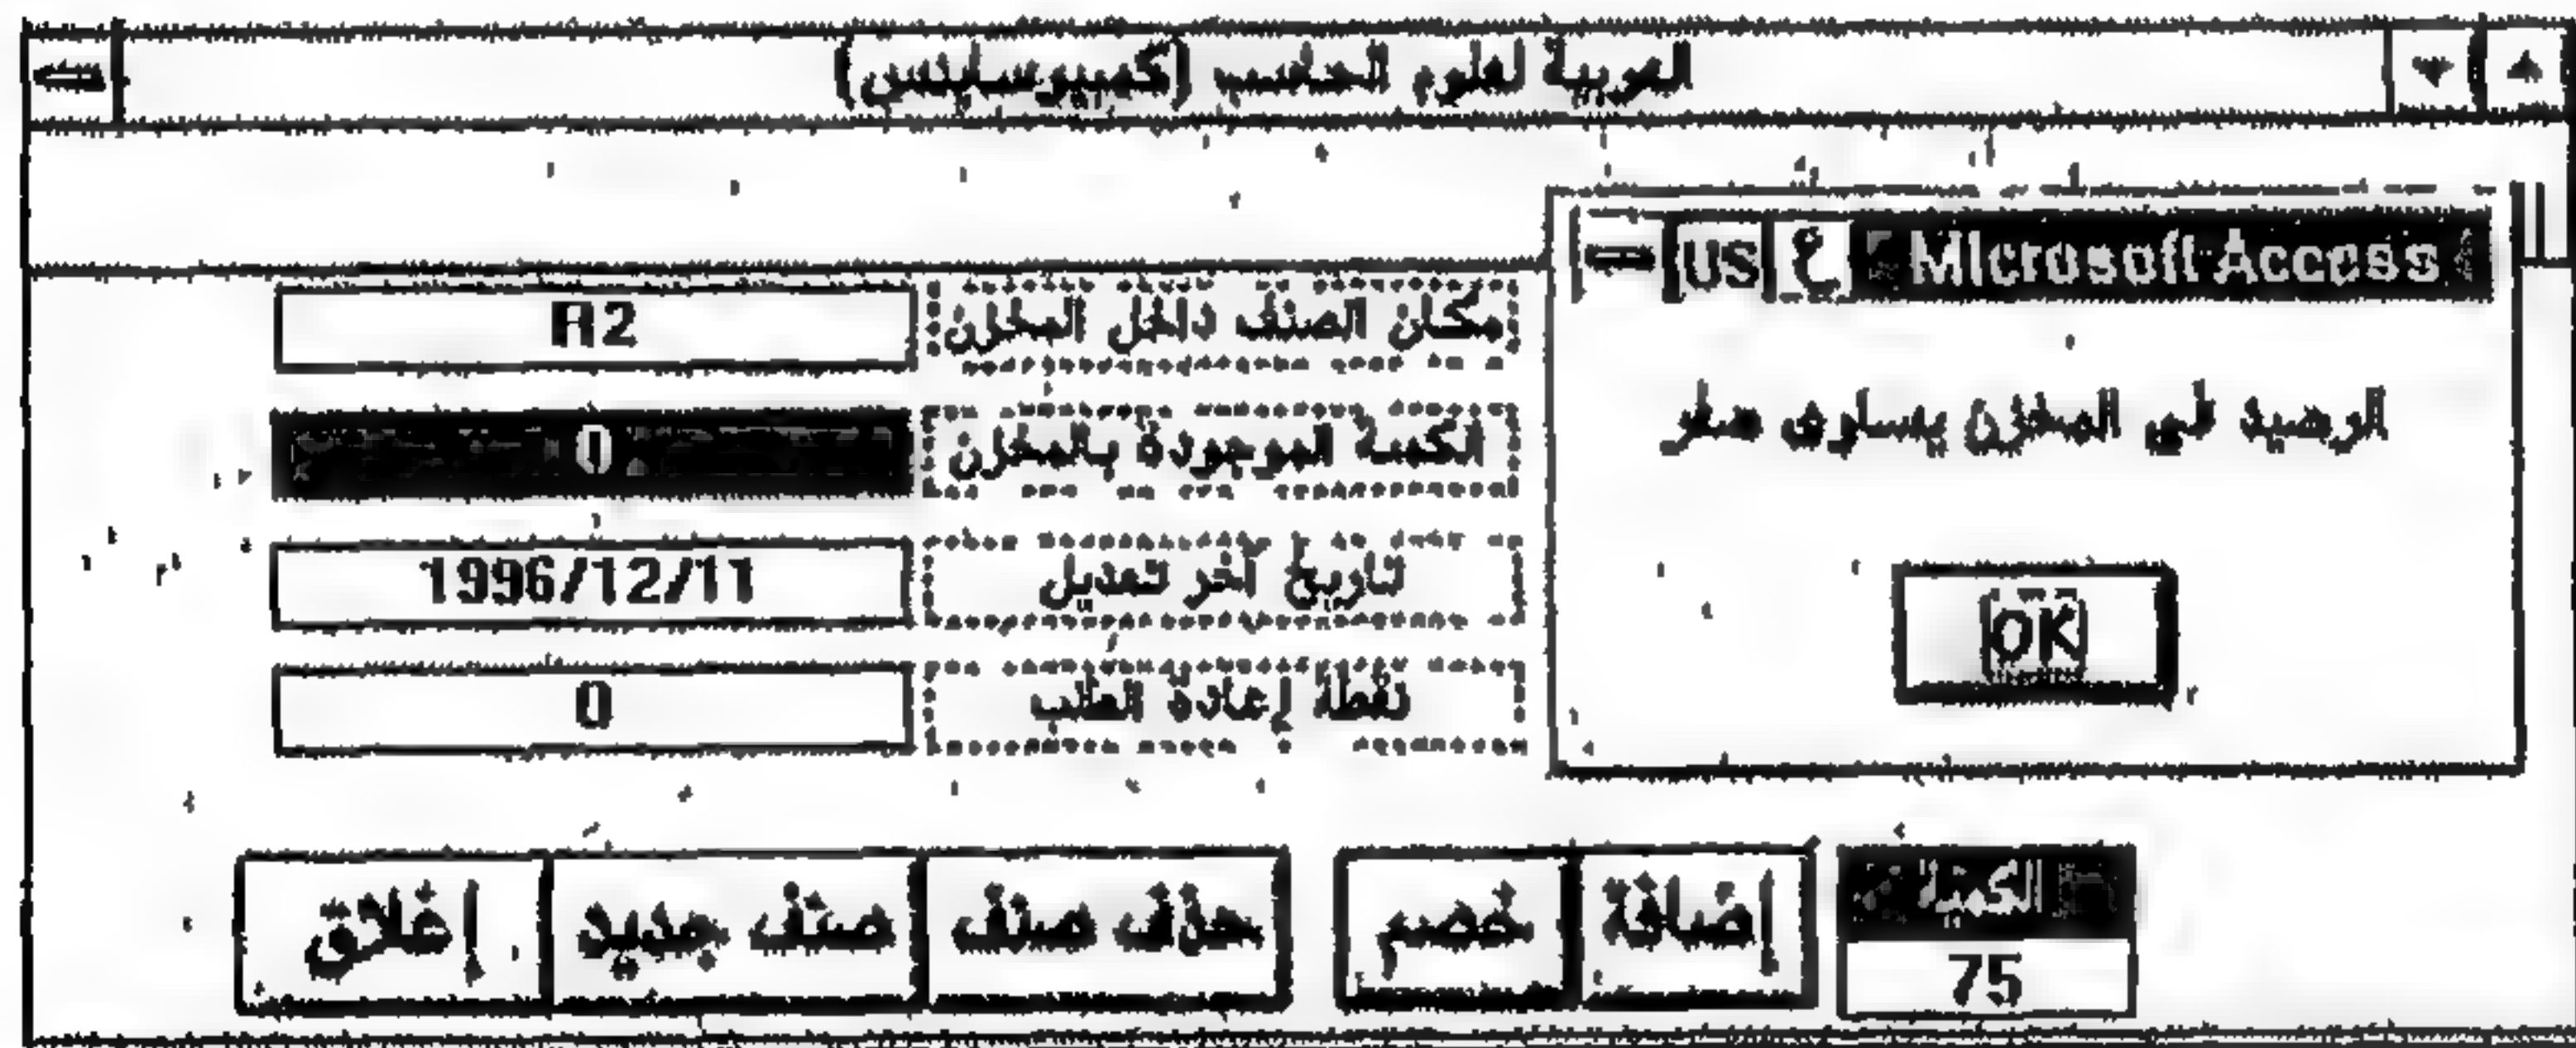 العربية لعلوم الحاسب (كمبيوساينس)
Microsoft Access ع US
الرصيد في المخزن يساوى صفر
OK
مكان الصنف داخل المخزن
A2
الكمية الموجودة بالمخزن
0
تاريخ آخر تعديل
1996/12/11
نقطة إعادة الطلب
0
الكمية
75
إضافة
خصم
حذف صنف
صنف جديد
إغلاق